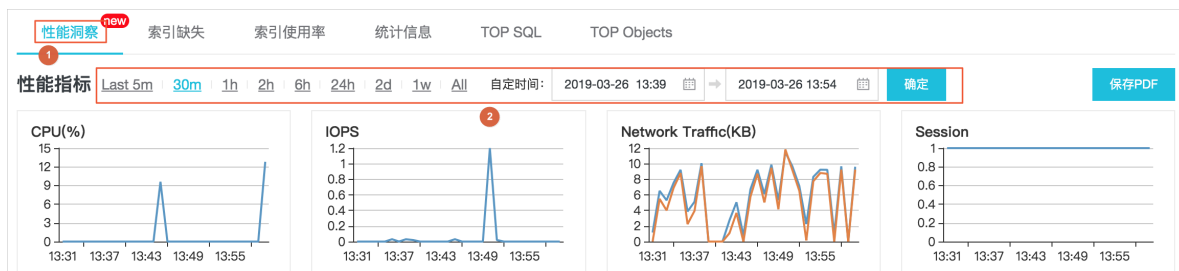 性能洞察 new 索引缺失 索引使用率 统计信息 TOP SQL TOP Objects
1
性能指标 Last 5m 30m 1h 2h 6h 24h 2d 1w All 自定时间: 2019-03-26 13:39 → 2019-03-26 13:54 确定 保存PDF
2
CPU(%)
15
12
9
6
3
0
13:31 13:37 13:43 13:49 13:55
IOPS
1.2
1
0.8
0.6
0.4
0.2
0
13:31 13:37 13:43 13:49 13:55
Network Traffic(KB)
12
10
8
6
4
2
0
13:31 13:37 13:43 13:49 13:55
Session
1
0.8
0.6
0.4
0.2
0
13:31 13:37 13:43 13:49 13:55